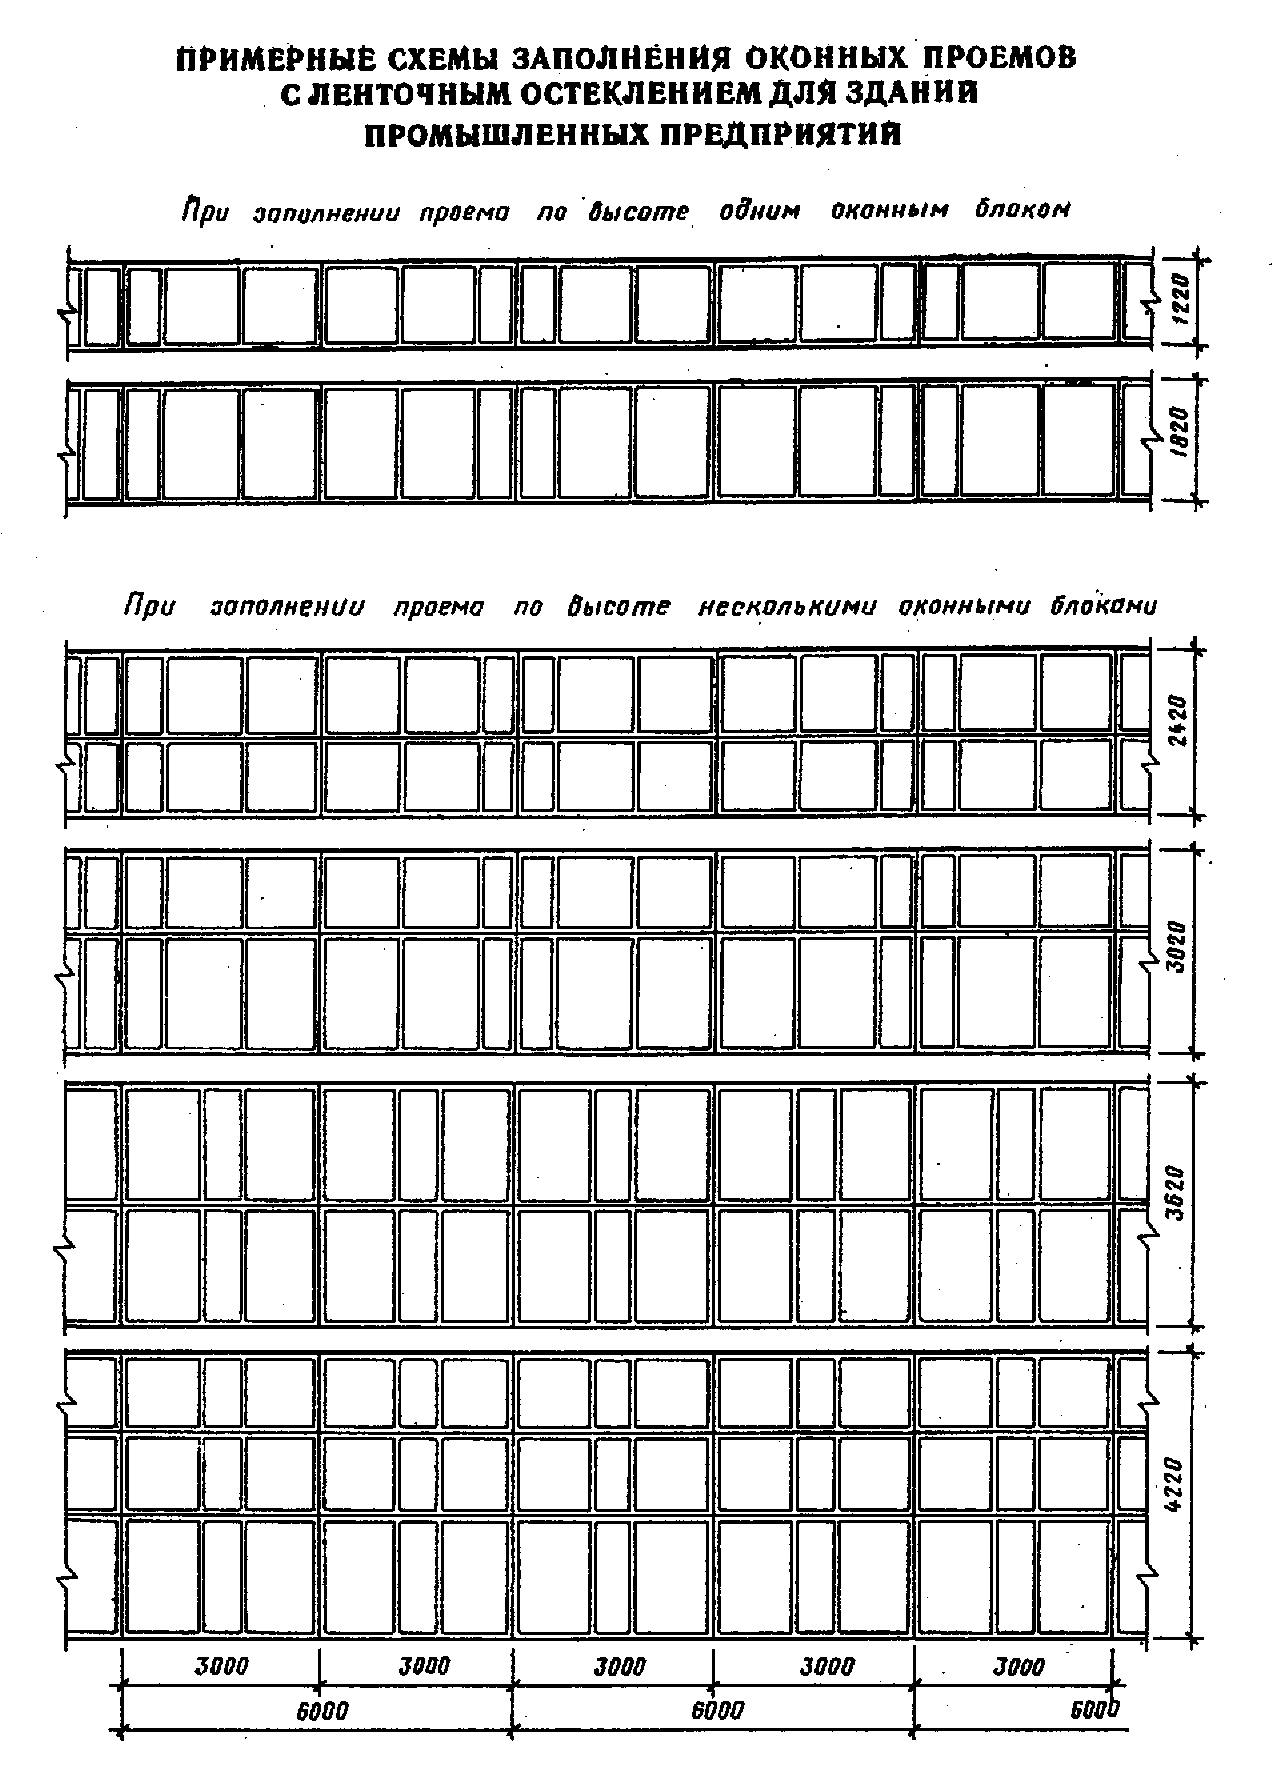 ПРИМЕРНЫЕ СХЕМЫ ЗАПОЛНЕНИЯ ОКОННЫХ ПРОЕМОВ
С ЛЕНТОЧНЫМ ОСТЕКЛЕНИЕМ ДЛЯ ЗДАНИЙ
ПРОМЫШЛЕННЫХ ПРЕДПРИЯТИЙ
При заполнении проема по высоте одним оконным блоком
1220
1820
При заполнении проема по высоте несколькими оконными блоками
2420
3020
3620
4220
3000 3000 3000 3000 3000
6000 6000 6000